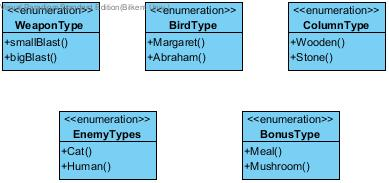 <<enumeration>>
WeaponType
+smallBlast()
+bigBlast()
<<enumeration>>
BirdType
+Margaret()
+Abraham()
<<enumeration>>
ColumnType
+Wooden()
+Stone()
<<enumeration>>
EnemyTypes
+Cat()
+Human()
<<enumeration>>
BonusType
+Meal()
+Mushroom()